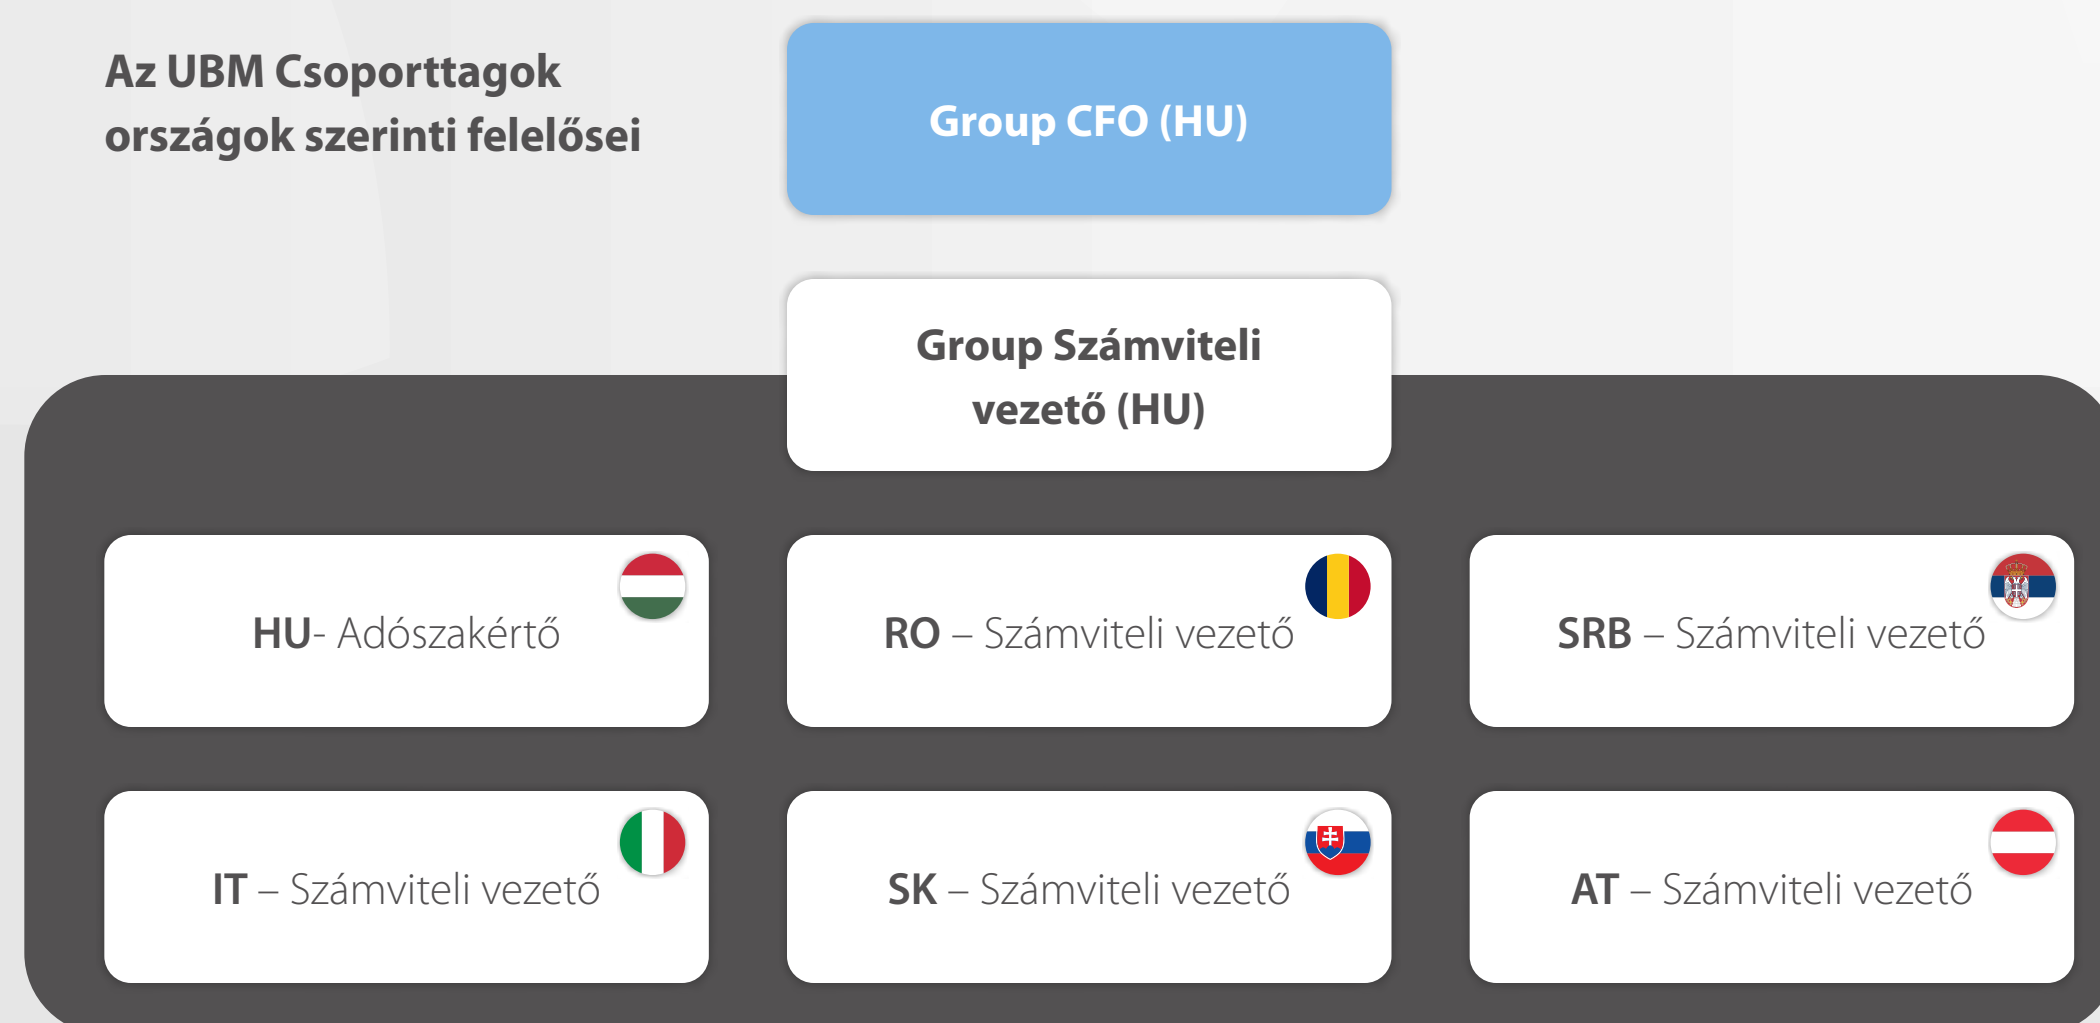 Az UBM Csoporttagok
országok szerinti felelősei
Group CFO (HU)
Group Számviteli
vezető (HU)
HU- Adószakértő
RO – Számviteli vezető
SRB – Számviteli vezető
IT – Számviteli vezető
SK – Számviteli vezető
AT – Számviteli vezető